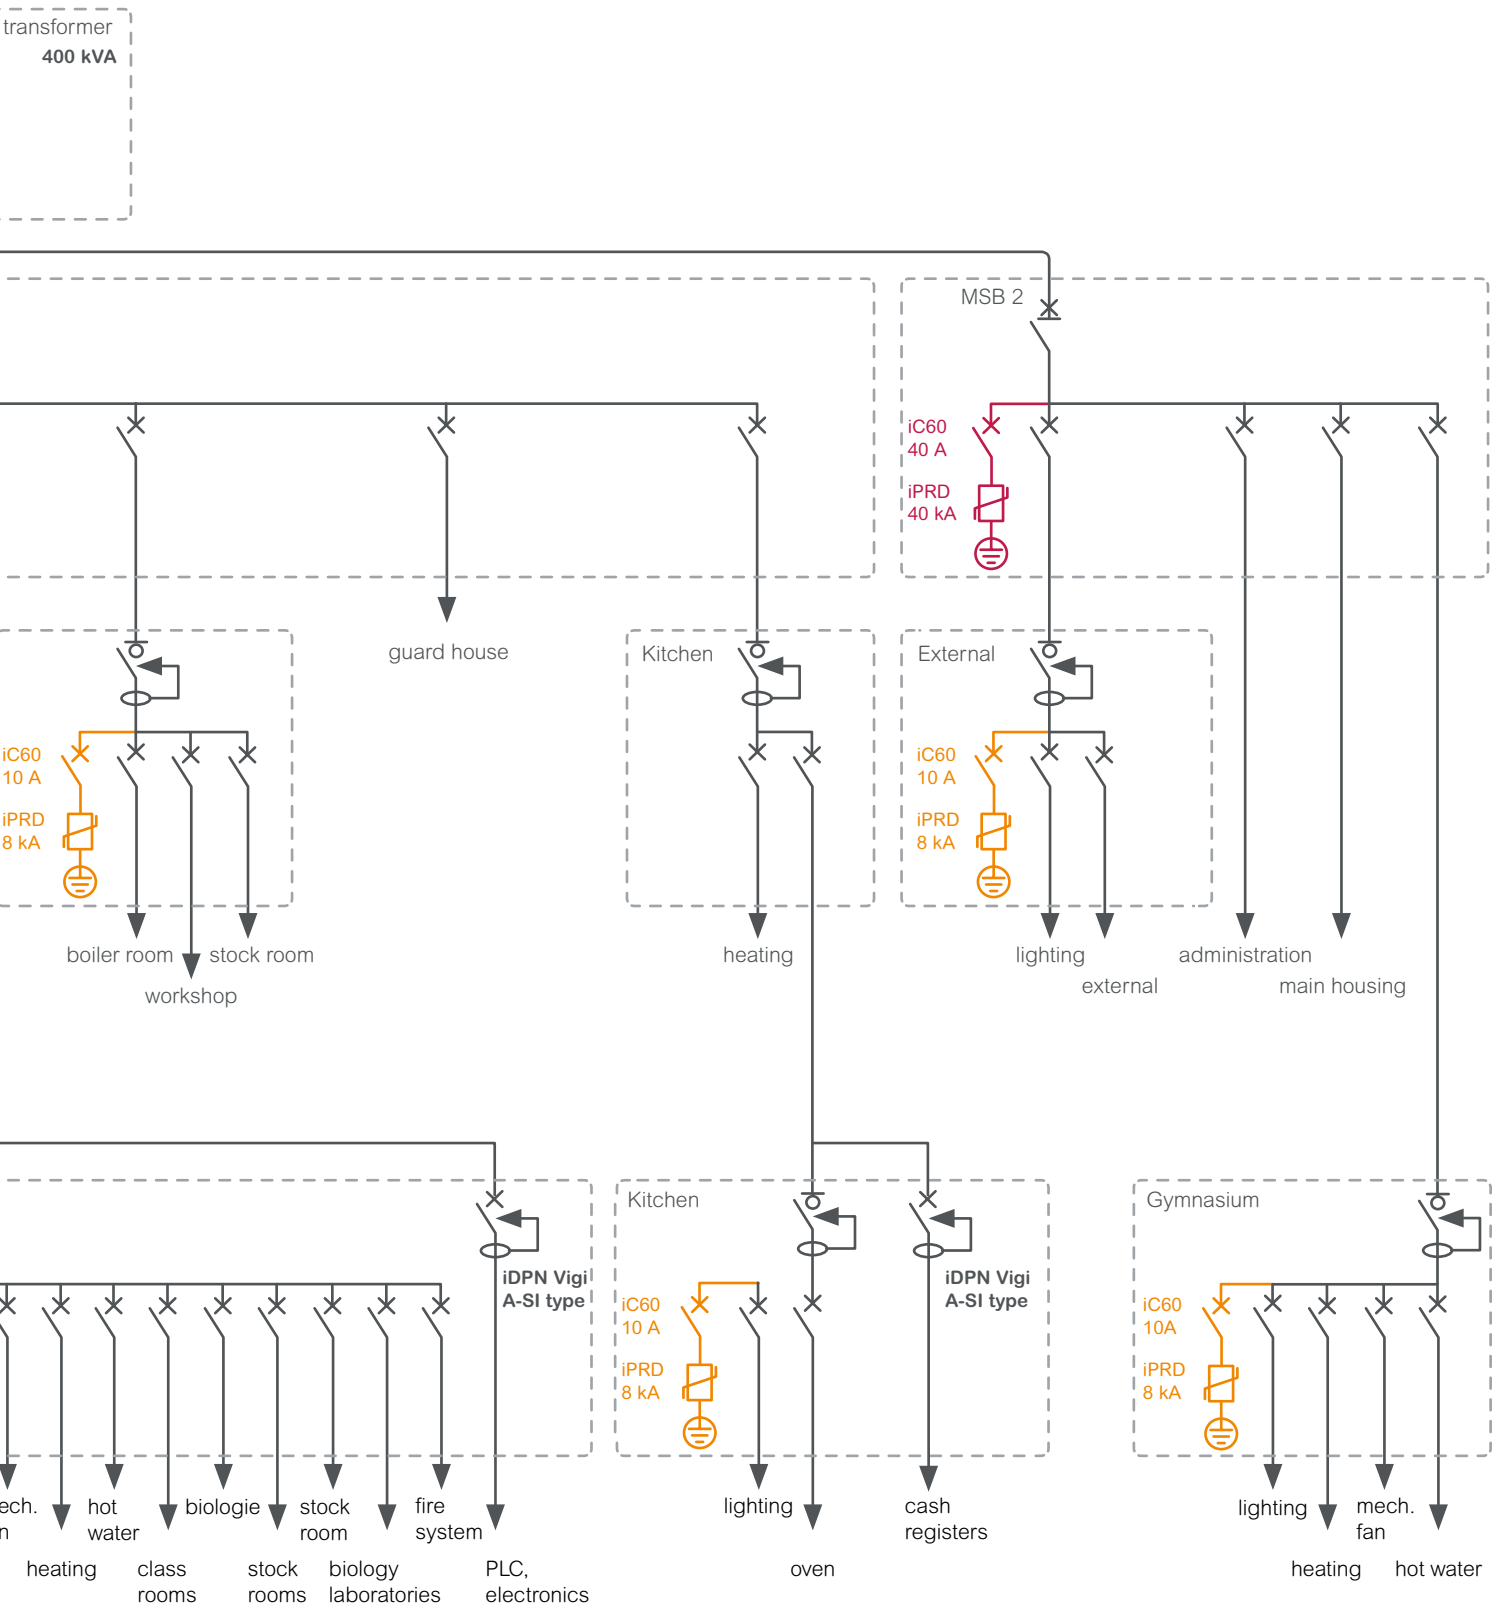 transformer
400 kVA
MSB 2
iC60
40 A
iPRD
40 kA
guard house
Kitchen
External
iC60
10 A
iPRD
8 kA
iC60
10 A
iPRD
8 kA
boiler room
stock room
workshop
heating
lighting
external
administration
main housing
Kitchen
Gymnasium
iDPN Vigi
A-SI type
iC60
10 A
iPRD
8 kA
iDPN Vigi
A-SI type
iC60
10A
iPRD
8 kA
ech.
n
heating
hot
water
class
rooms
biologie
stock
rooms
stock
room
biology
laboratories
fire
system
PLC,
electronics
lighting
oven
cash
registers
lighting
heating
mech.
fan
hot water